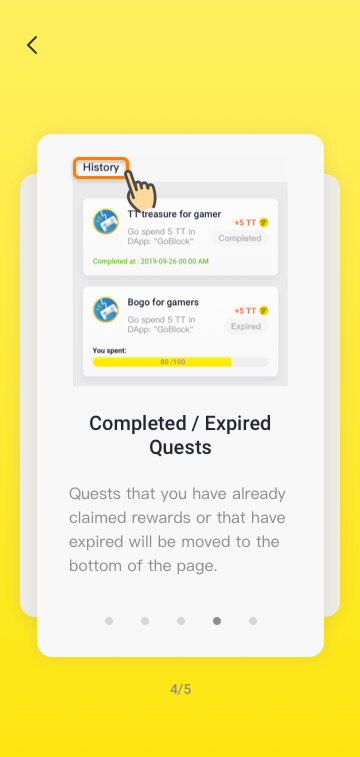 History
TT treasure for gamer
+5 TT
Go spend 5 TT in
DApp: "GoBlock"
Completed
Completed at : 2019-09-26 00:00 AM
Bogo for gamers
+5 TT
Go spend 5 TT in
DApp: "GoBlock"
Expired
You spent:
80 /100
Completed / Expired
Quests
Quests that you have already
claimed rewards or that have
expired will be moved to the
bottom of the page.
4/5